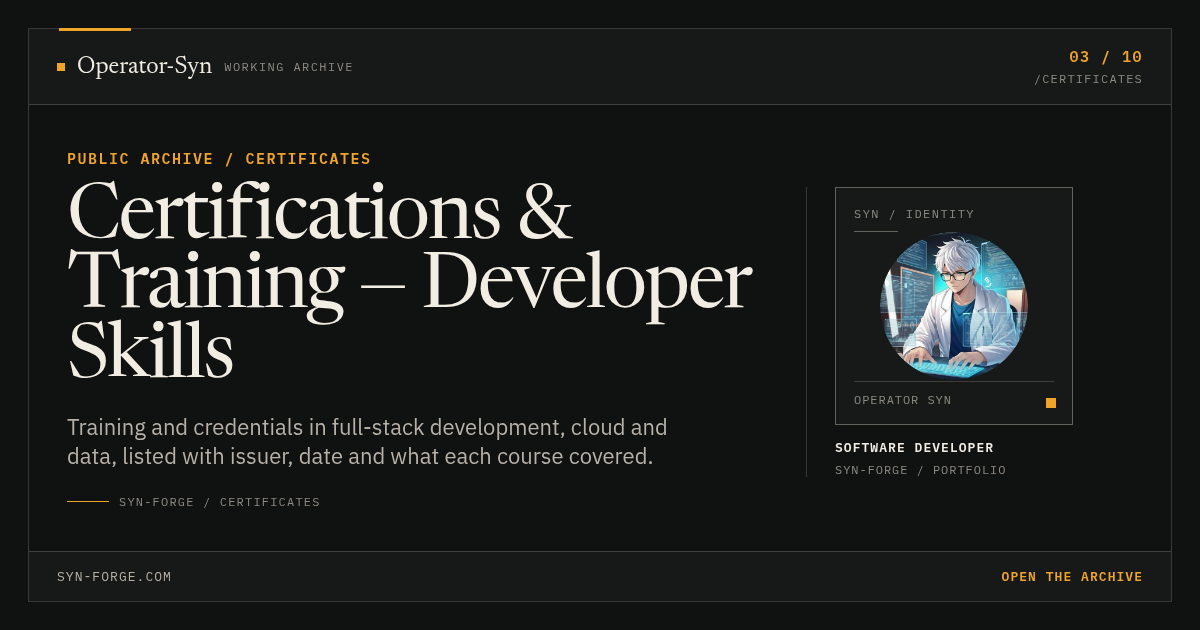 Operator-Syn WORKING ARCHIVE
03 / 10
/CERTIFICATES
PUBLIC ARCHIVE / CERTIFICATES
Certifications &
Training — Developer
Skills
Training and credentials in full-stack development, cloud and
data, listed with issuer, date and what each course covered.
SYN-FORGE / CERTIFICATES
SYN / IDENTITY
OPERATOR SYN
SOFTWARE DEVELOPER
SYN-FORGE / PORTFOLIO
SYN-FORGE.COM
OPEN THE ARCHIVE